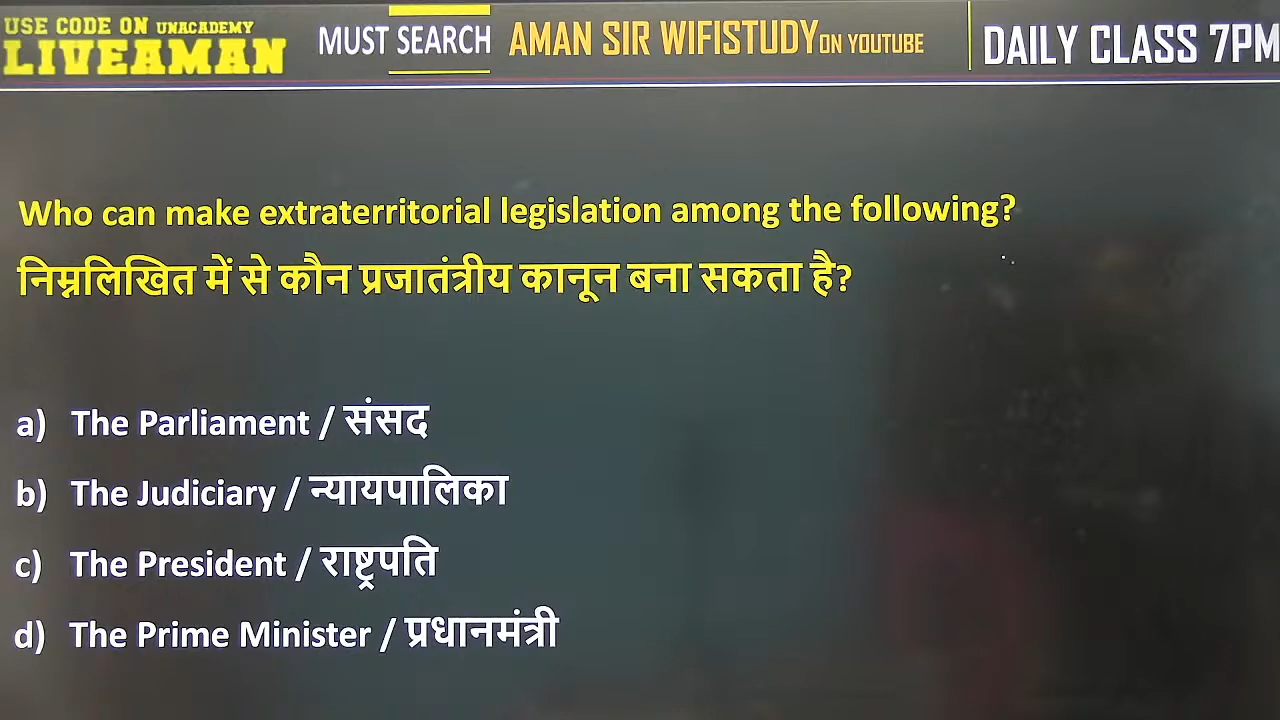 USE CODE ON UNACADEMY
LIVEAMAN
MUST SEARCH
AMAN SIR WIFISTUDY ON YOUTUBE
DAILY CLASS 7PM
Who can make extraterritorial legislation among the following?
निम्नलिखित में से कौन प्रजातंत्रीय कानून बना सकता है?
a) The Parliament / संसद
b) The Judiciary / न्यायपालिका
c) The President / राष्ट्रपति
d) The Prime Minister / प्रधानमंत्री